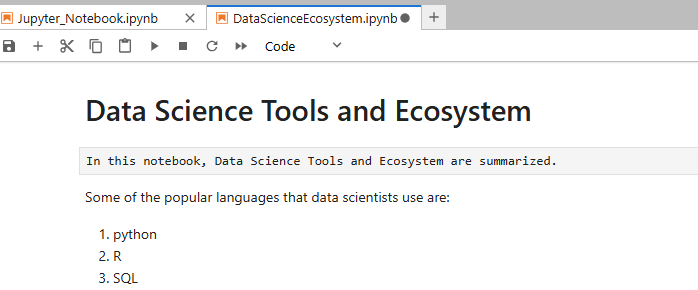 Jupyter_Notebook.ipynb
DataScienceEcosystem.ipynb
Code
Data Science Tools and Ecosystem
In this notebook, Data Science Tools and Ecosystem are summarized.
Some of the popular languages that data scientists use are:
1. python
2. R
3. SQL